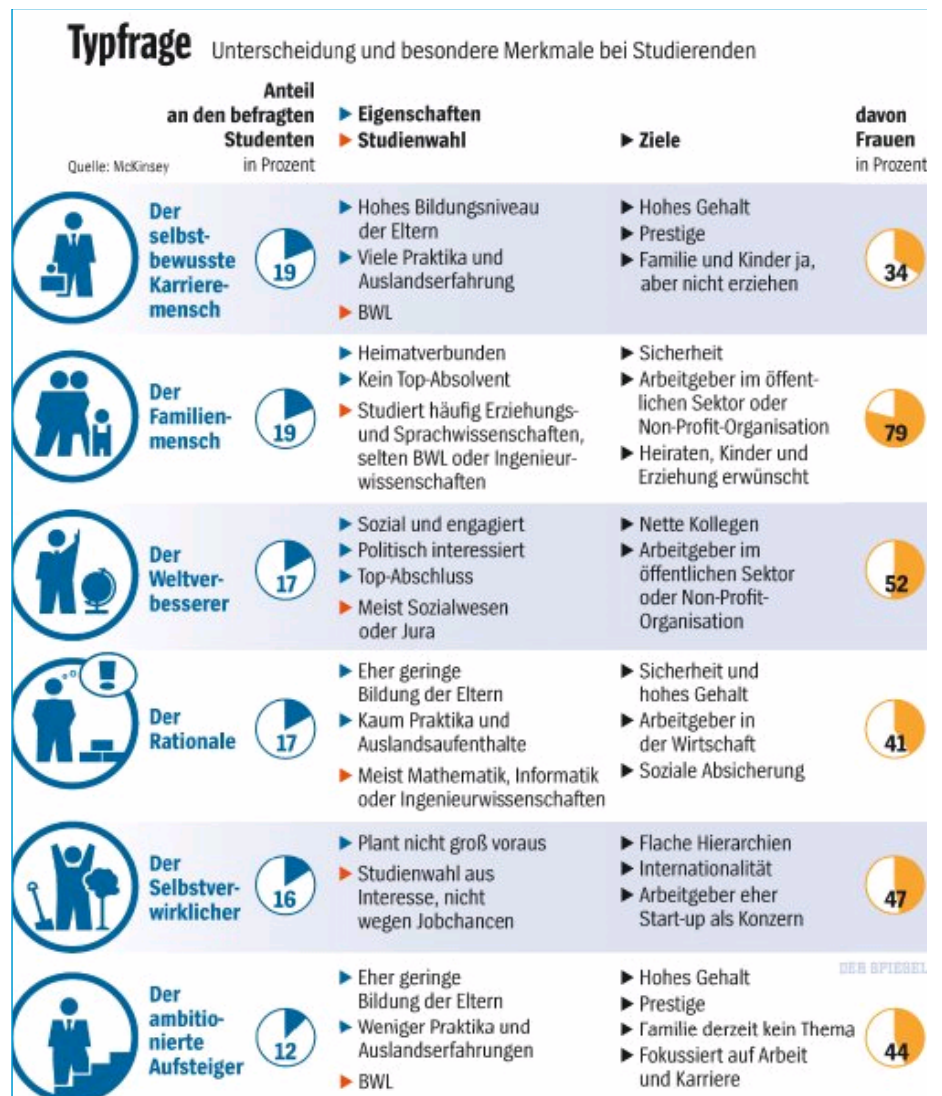 Typfrage Unterscheidung und besondere Merkmale bei Studierenden
Anteil
an den befragten
Studenten
in Prozent
▶ Eigenschaften
▶ Studienwahl
▶ Ziele
davon
Frauen
in Prozent
Quelle: McKinsey
Der
selbst-
bewusste
Karriere-
mensch
19
▶ Hohes Bildungsniveau
der Eltern
▶ Viele Praktika und
Auslandserfahrung
▶ BWL
▶ Hohes Gehalt
▶ Prestige
▶ Familie und Kinder ja,
aber nicht erziehen
34
Der
Familien-
mensch
19
▶ Heimatverbunden
▶ Kein Top-Absolvent
▶ Studiert häufig Erziehungs-
und Sprachwissenschaften,
selten BWL oder Ingenieur-
wissenschaften
▶ Sicherheit
▶ Arbeitgeber im öffent-
lichen Sektor oder
Non-Profit-Organisation
▶ Heiraten, Kinder und
Erziehung erwünscht
79
Der
Weltver-
besserer
17
▶ Sozial und engagiert
▶ Politisch interessiert
▶ Top-Abschluss
▶ Meist Sozialwesen
oder Jura
▶ Nette Kollegen
▶ Arbeitgeber im
öffentlichen Sektor
oder Non-Profit-
Organisation
52
Der
Rationale
17
▶ Eher geringe
Bildung der Eltern
▶ Kaum Praktika und
Auslandsaufenthalte
▶ Meist Mathematik, Informatik
oder Ingenieurwissenschaften
▶ Sicherheit und
hohes Gehalt
▶ Arbeitgeber in
der Wirtschaft
▶ Soziale Absicherung
41
Der
Selbstver-
wirklicher
16
▶ Plant nicht groß voraus
▶ Studienwahl aus
Interesse, nicht
wegen Jobchancen
▶ Flache Hierarchien
▶ Internationalität
▶ Arbeitgeber eher
Start-up als Konzern
47
DER SPIEGEL
Der
ambitio-
nierte
Aufsteiger
12
▶ Eher geringe
Bildung der Eltern
▶ Weniger Praktika und
Auslandserfahrungen
▶ BWL
▶ Hohes Gehalt
▶ Prestige
▶ Familie derzeit kein Thema
▶ Fokussiert auf Arbeit
und Karriere
44